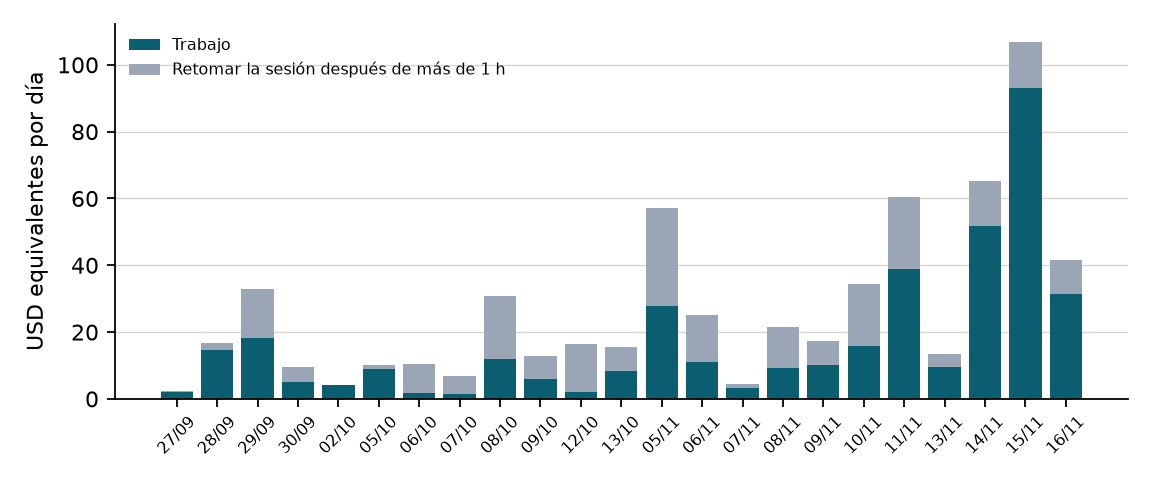 Trabajo
Retomar la sesión después de más de 1 h
USD equivalentes por día
100
80
60
40
20
0
27/09 28/09 29/09 30/09 02/10 05/10 06/10 07/10 08/10 09/10 12/10 13/10 05/11 06/11 07/11 08/11 09/11 10/11 11/11 13/11 14/11 15/11 16/11